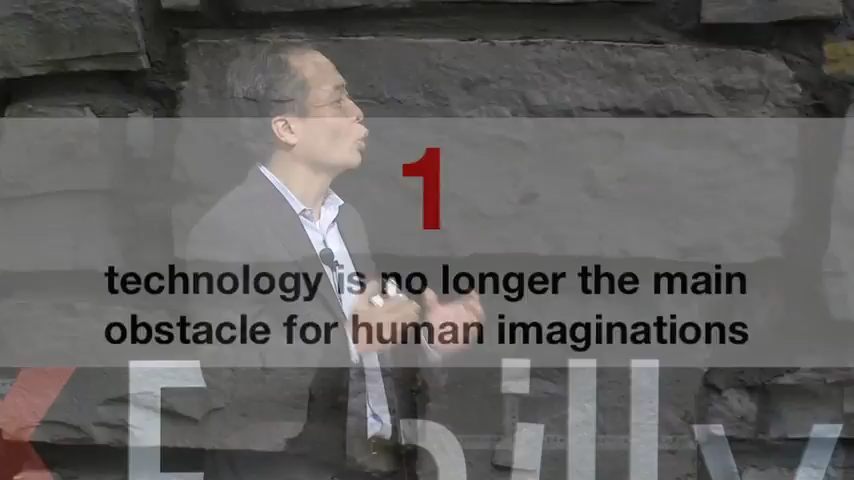 1
technology is no longer the main
obstacle for human imaginations